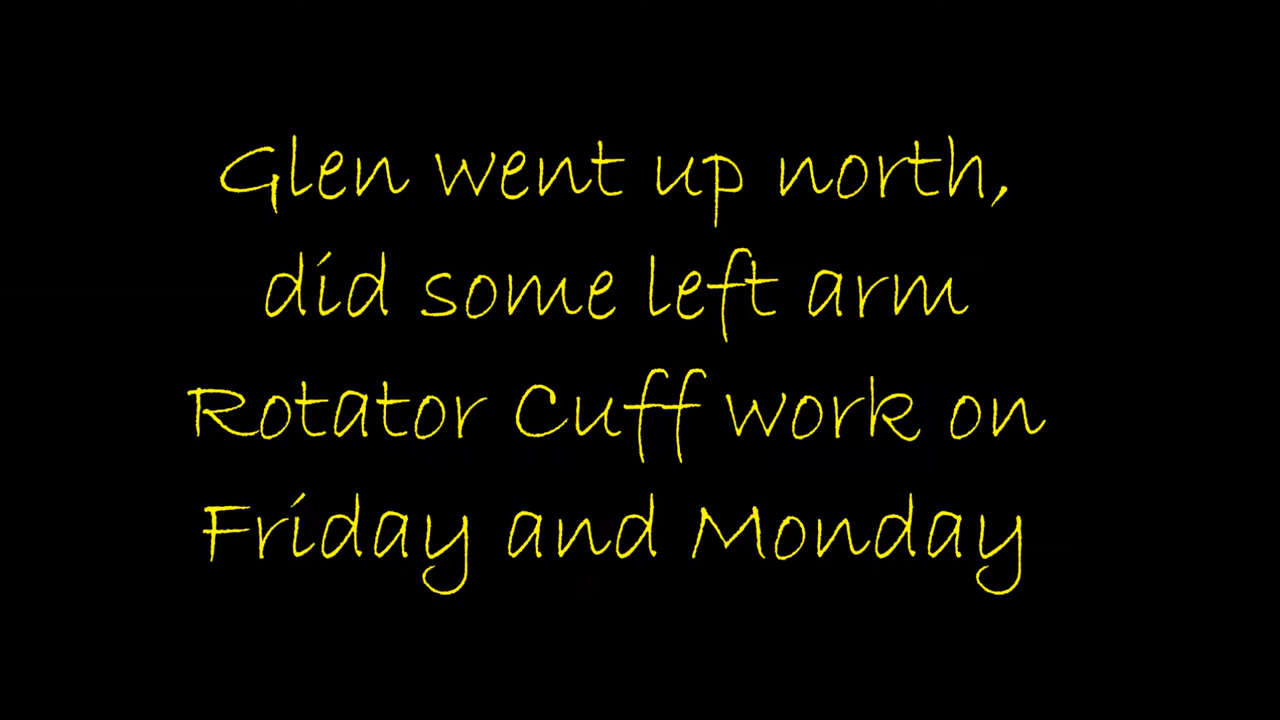 Glen went up north,
did some left arm
Rotator Cuff work on
Friday and Monday